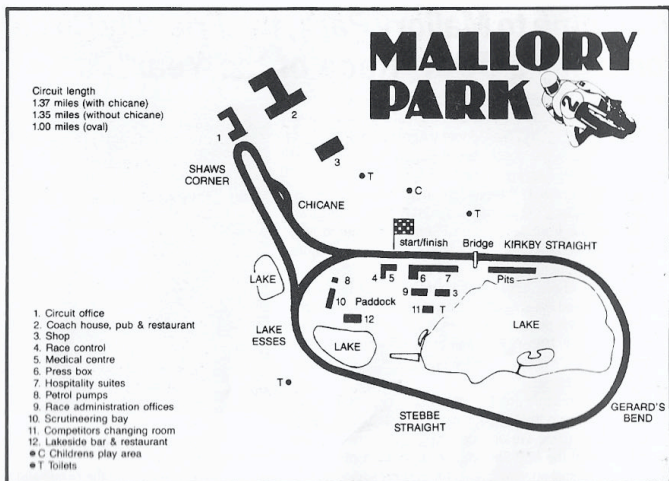 MALLORY
PARK
2
Circuit length
1.37 miles (with chicane)
1.35 miles (without chicane)
1.00 miles (oval)
1
2
3
SHAWS
CORNER
T
C
T
CHICANE
start/finish
Bridge
KIRKBY STRAIGHT
LAKE
4
5
6
7
Pits
8
9
3
10
Paddock
11
T
12
LAKE
LAKE
LAKE
ESSES
T
STEBBE
STRAIGHT
GERARD'S
BEND
1. Circuit office
2. Coach house, pub & restaurant
3. Shop
4. Race control
5. Medical centre
6. Press box
7. Hospitality suites
8. Petrol pumps
9. Race administration offices
10. Scrutineering bay
11. Competitors changing room
12. Lakeside bar & restaurant
C Childrens play area
T Toilets